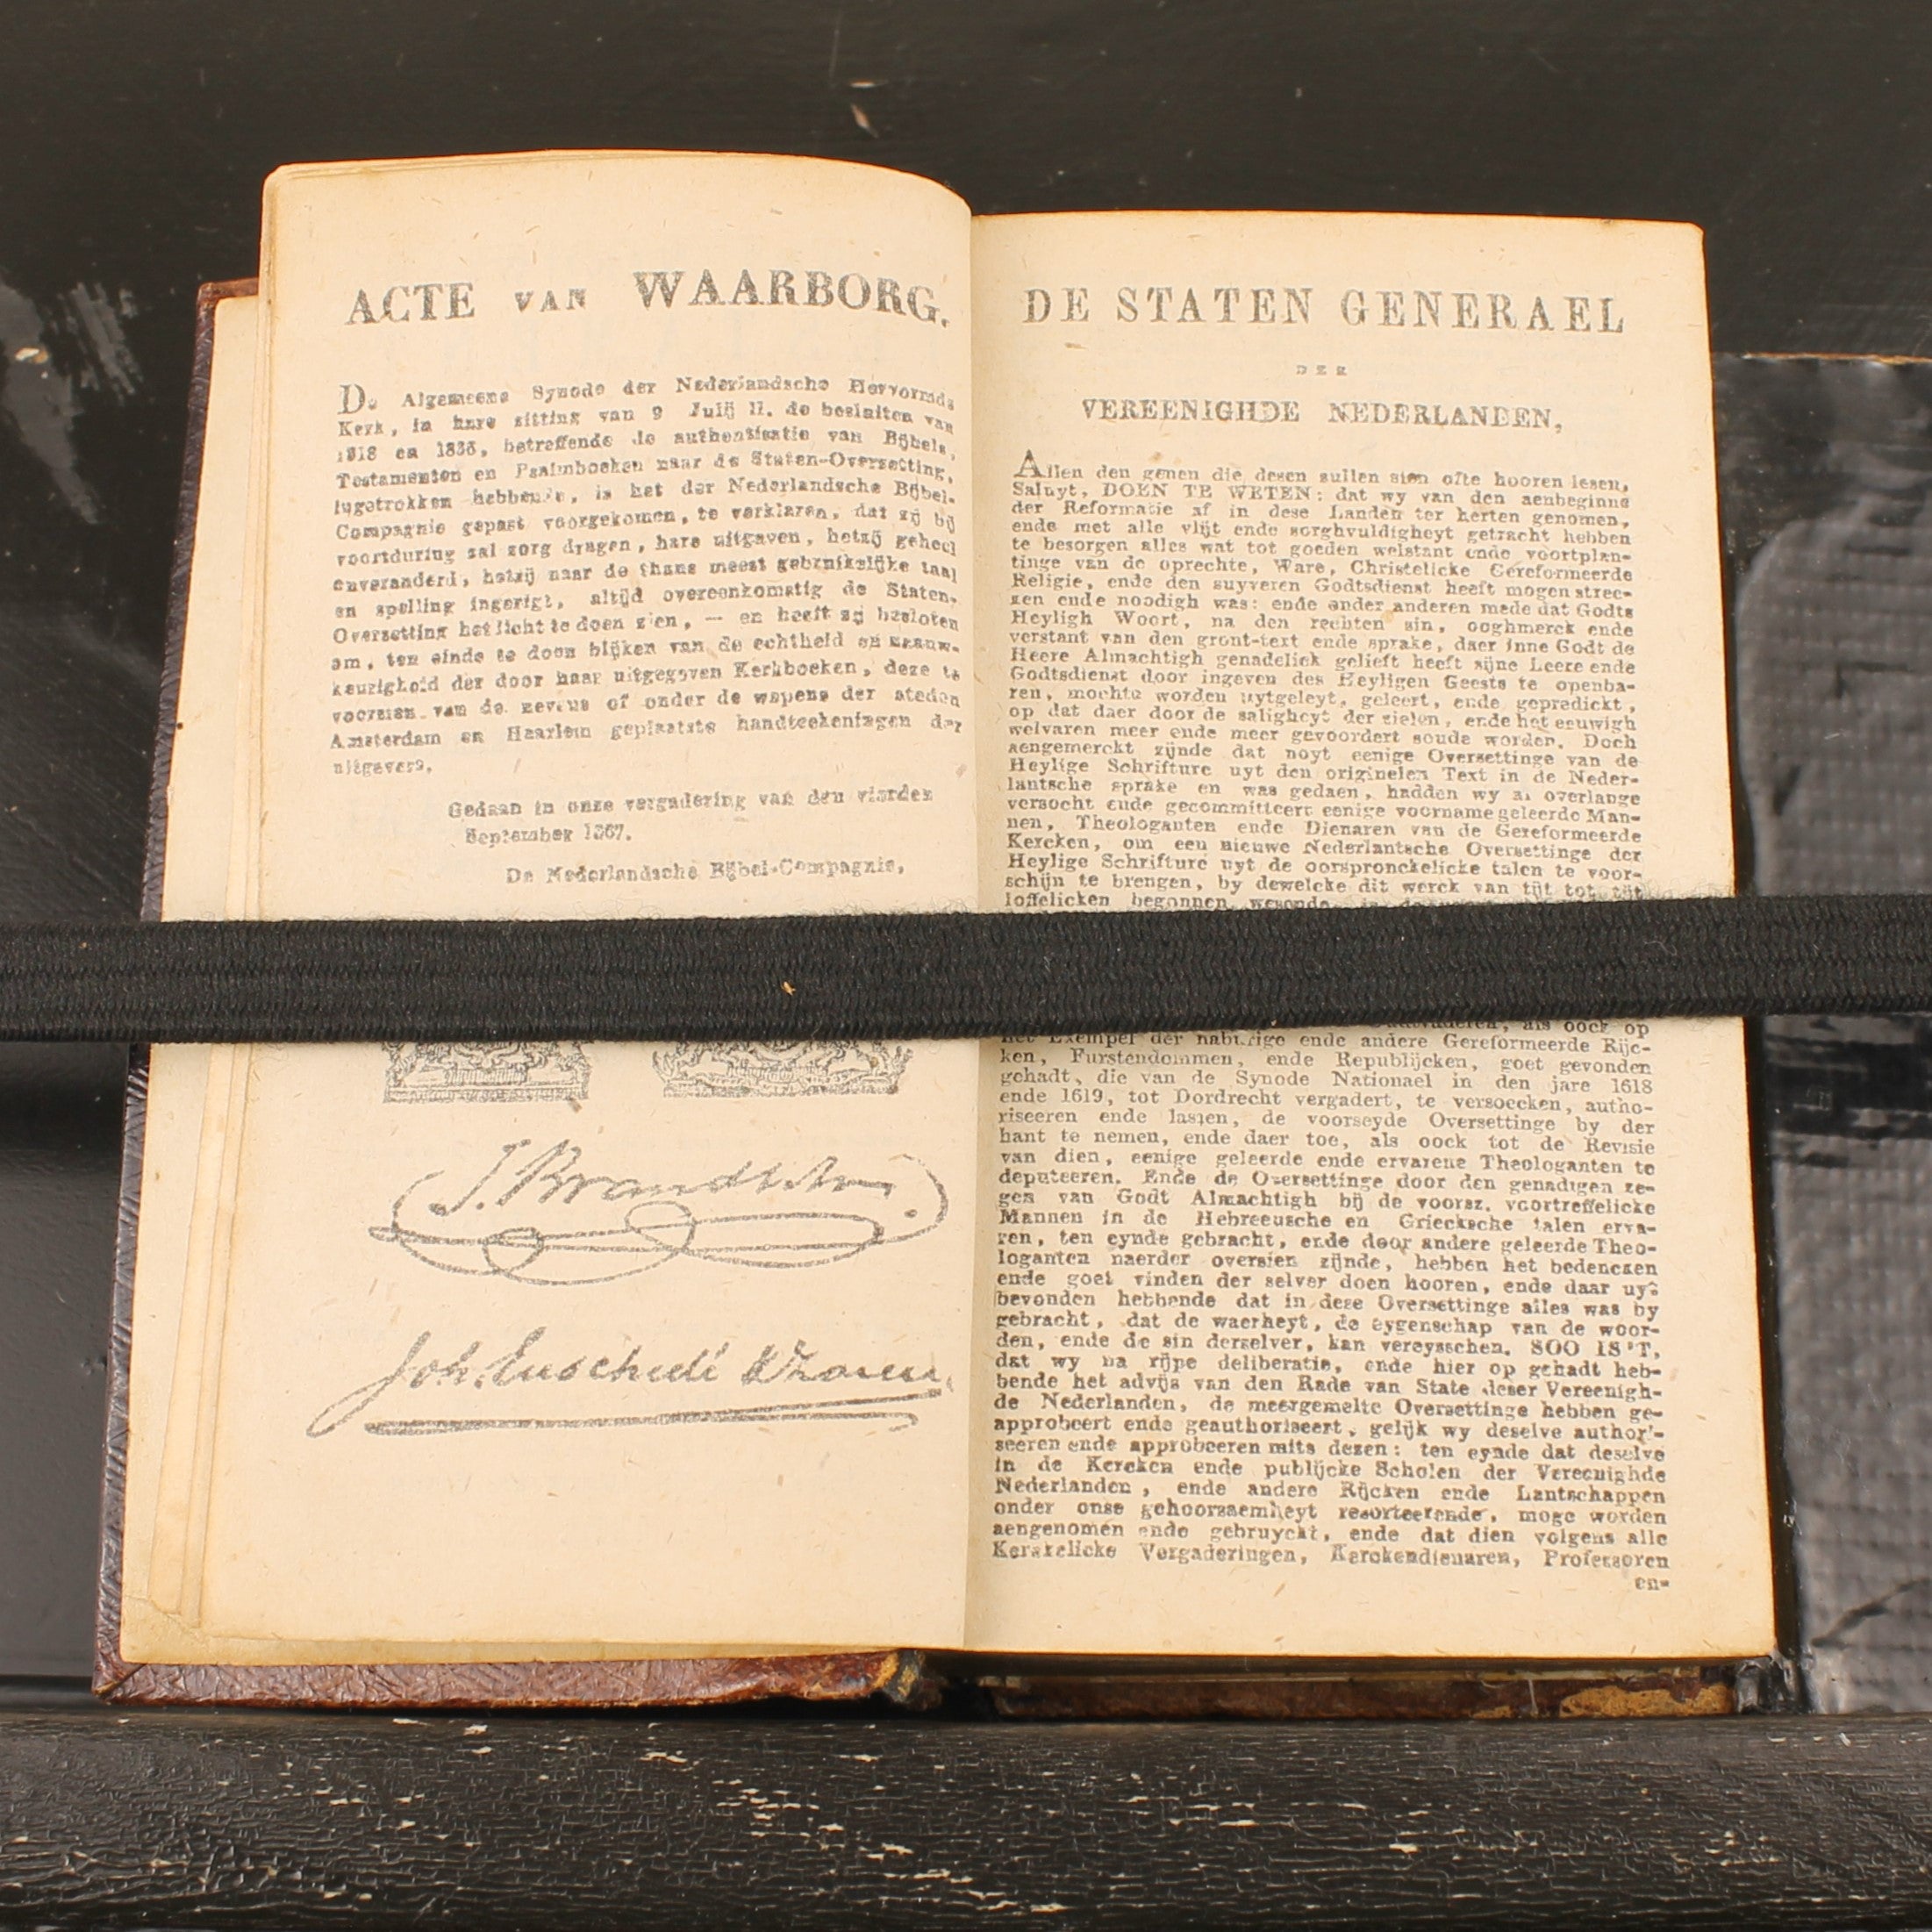 ACTE VAN WAARBORG.
De Algemeene Synode der Nederlandsche Hervormde
Kerk, in hare zitting van 9 Julij ll. de besluiten van
1818 en 1838, betreffende de authentisatie van Bijbels,
Testamenten en Psalmboeken naar de Staten-Overzetting,
ingetrokken hebbende, is het der Nederlandsche Bijbel-
Compagnie gepast voorgekomen, te verklaren, dat zij bij
voortduring zal zorg dragen, hare uitgaven, hetzij geheel
onveranderd, hetzij naar de thans meest gebruikelijke taal
en spelling ingerigt, altijd overeenkomstig de Staten-
Overzetting het licht te doen zien, — en heeft zij besloten
om, ten einde te doen blijken van de echtheid en naauw-
keurigheid der door haar uitgegeven Kerkboeken, deze te
voorzien van de nevens of onder de wapens der steden
Amsterdam en Haarlem geplaatste handteekeningen der
uitgevers.
Gedaan in onze vergadering van den vierden
September 1867.
De Nederlandsche Bijbel-Compagnie,
J. Brandt
Joh. Enschedé & Zonen,
DE STATEN GENERAEL
DER
VEREENIGHDE NEDERLANDEN,
Allen den genen die desen sullen sien ofte hooren lesen,
Saluyt, DOEN TE WETEN: dat wy van den aenbeginne
der Reformatie af in dese Landen ter herten genomen,
ende met alle vlijt ende sorghvuldigheyt getracht hebben
te besorgen alles wat tot goeden welstant ende voortplan-
tinge van de oprechte, Ware, Christelicke Gereformeerde
Religie, ende den suyveren Godtsdienst heeft mogen strec-
ken ende noodigh was: ende onder anderen mede dat Godts
Heyligh Woort, na den rechten sin, ooghmerck ende
verstant van den gront-text ende sprake, daer inne Godt de
Heere Almachtigh genadelick gelieft heeft sijne Leere ende
Godtsdienst door ingeven des Heyligen Geests te openba-
ren, mochte worden uytgeleyt, geleert, ende gepredickt,
op dat daer door de saligheyt der zielen, ende het eeuwigh
welvaren meer ende meer gevoordert soude worden. Doch
aengemerckt zijnde dat noyt eenige Oversettinge van de
Heylige Schrifture uyt den originelen Text in de Neder-
lantsche sprake en was gedaen, hadden wy al overlange
versocht ende gecommitteert eenige voorname geleerde Man-
nen, Theologanten ende Dienaren van de Gereformeerde
Kercken, om een nieuwe Nederlantsche Oversettinge der
Heylige Schrifture uyt de oorspronckelicke talen te voor-
schijn te brengen, by dewelcke dit werck van tijt tot tijt
loffelicken begonnen wesende, in
als oock op
het Exempel der nabuirige ende andere Gereformeerde Rijc-
ken, Furstendommen, ende Republijcken, goet gevonden
gehadt, die van de Synode Nationael in den jare 1618
ende 1619, tot Dordrecht vergadert, te versoecken, autho-
riseeren ende lasten, de voorseyde Oversettinge by der
hant te nemen, ende daer toe, als oock tot de Revisie
van dien, eenige geleerde ende ervarene Theologanten te
deputeeren. Ende de Oversettinge door den genadigen ze-
gen van Godt Almachtigh bij de voorsz. voortreffelicke
Mannen in de Hebreeusche en Griecksche talen erva-
ren, ten eynde gebracht, ende door andere geleerde Theo-
loganten naerder oversien zijnde, hebben het bedencken
ende goet vinden der selver doen hooren, ende daar uyt
bevonden hebbende dat in dese Oversettinge alles was by
gebracht, dat de waerheyt, de eygenschap van de woor-
den, ende de sin derselver, kan vereysschen. SOO IS 'T,
dat wy na rijpe deliberatie, ende hier op gehadt heb-
bende het advijs van den Rade van State deser Vereenigh-
de Nederlanden, de meergemelte Oversettinge hebben ge-
approbeert ende geauthoriseert, gelijk wy deselve authori-
seeren ende approbeeren mits desen: ten eynde dat deselve
in de Kercken ende publijcke Scholen der Vereenighde
Nederlanden, ende andere Rijcken ende Lantschappen
onder onse gehoorsaemheyt resorteerende, moge worden
aengenomen ende gebruyckt, ende dat dien volgens alle
Kerckelicke Vergaderingen, Kerckendienaren, Professoren
en-